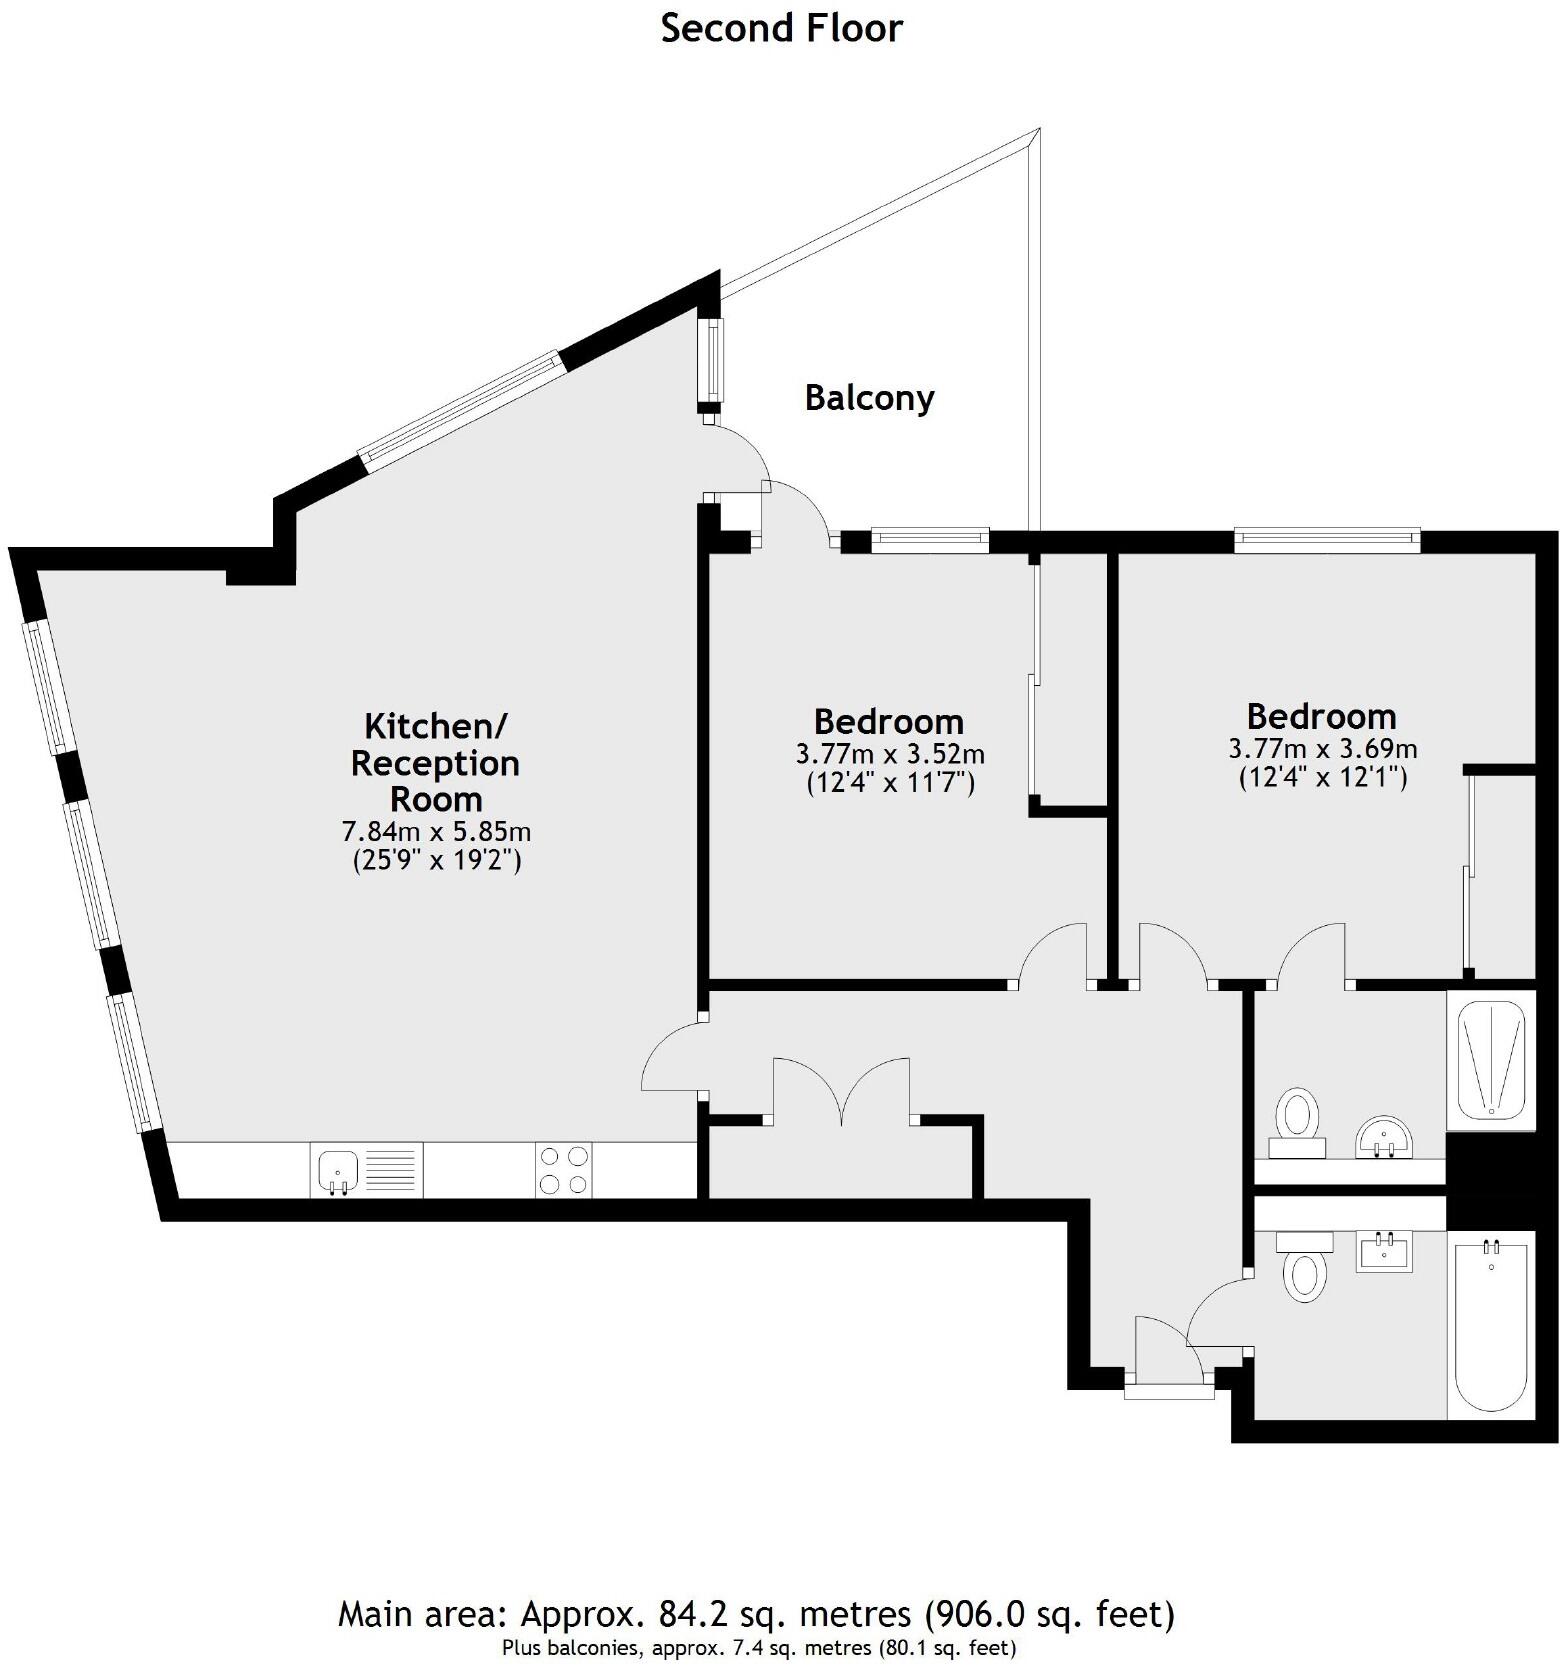 Second Floor
Balcony
Kitchen/
Reception
Room
7.84m x 5.85m
(25'9" x 19'2")
Bedroom
3.77m x 3.52m
(12'4" x 11'7")
Bedroom
3.77m x 3.69m
(12'4" x 12'1")
Main area: Approx. 84.2 sq. metres (906.0 sq. feet)
Plus balconies, approx. 7.4 sq. metres (80.1 sq. feet)